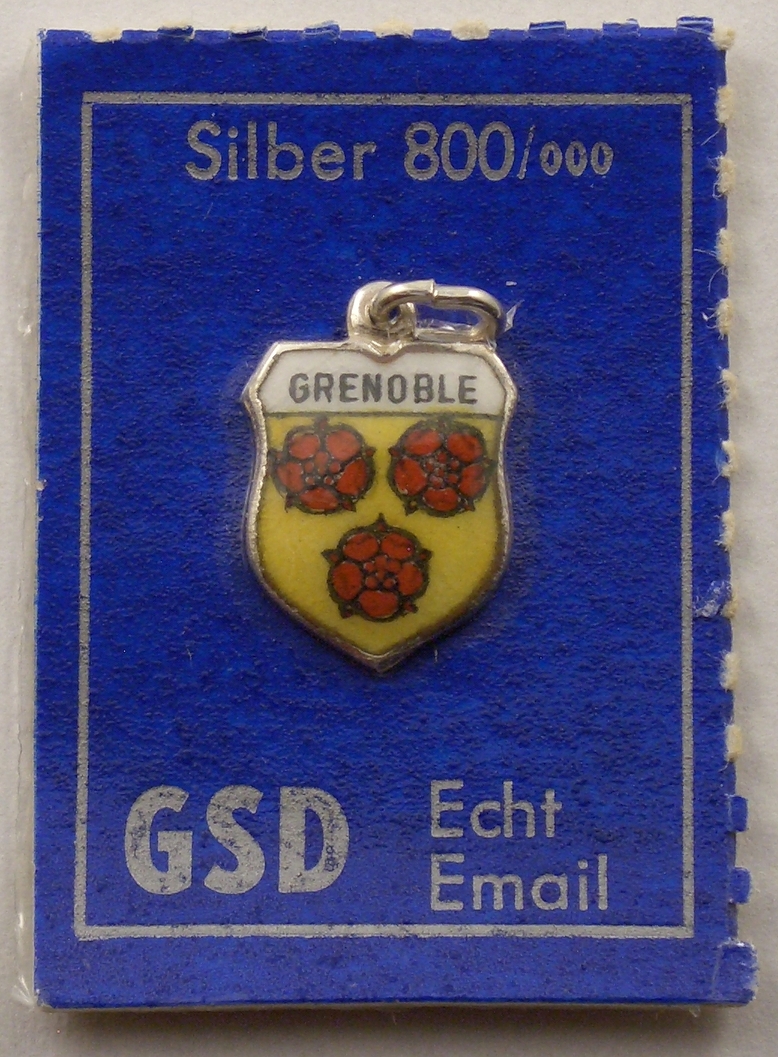 Silber 800/000
GRENOBLE
GSD
Echt
Email